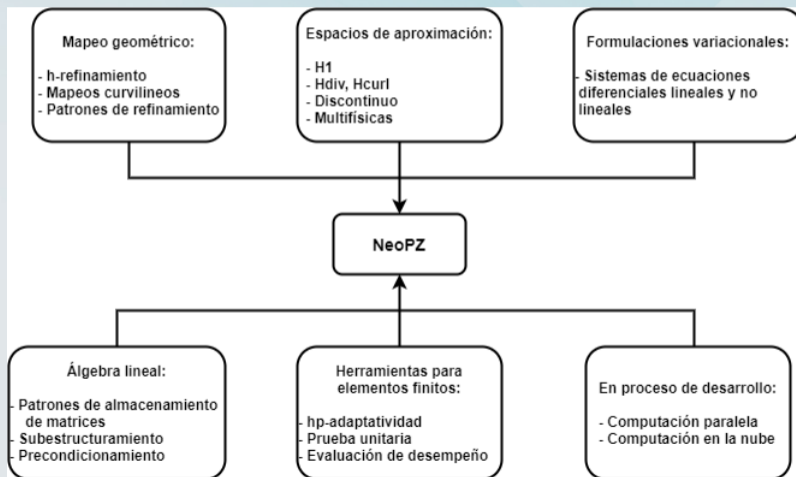 Mapeo geométrico:
- h-refinamiento
- Mapeos curvilineos
- Patrones de refinamiento
Espacios de aproximación:
- H1
- Hdiv, Hcurl
- Discontinuo
- Multifísicas
Formulaciones variacionales:
- Sistemas de ecuaciones
diferenciales lineales y no
lineales
NeoPZ
Álgebra lineal:
- Patrones de almacenamiento
de matrices
- Subestructuramiento
- Precondicionamiento
Herramientas para
elementos finitos:
- hp-adaptatividad
- Prueba unitaria
- Evaluación de desempeño
En proceso de desarrollo:
- Computación paralela
- Computación en la nube